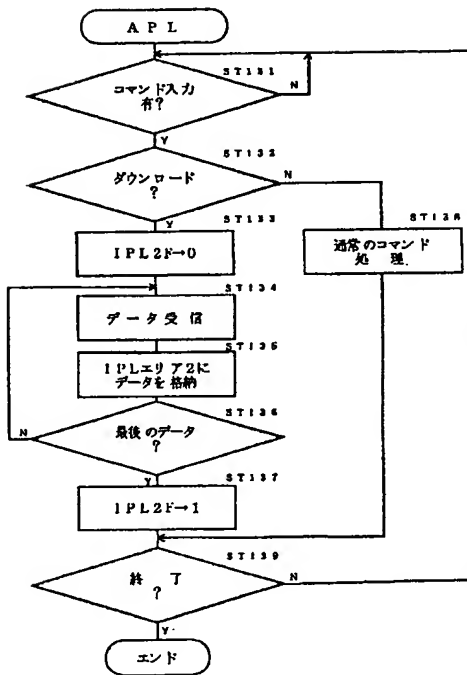 APL
ST131
コマンド入力
有?
N
Y
ST132
ダウンロード
?
N
Y
ST133
IPL2F→0
ST138
通常のコマンド
処理
ST134
データ受信
ST135
IPLエリア2に
データを格納
ST136
最後のデータ
?
N
Y
ST137
IPL2F→1
ST139
終了
?
N
Y
エンド